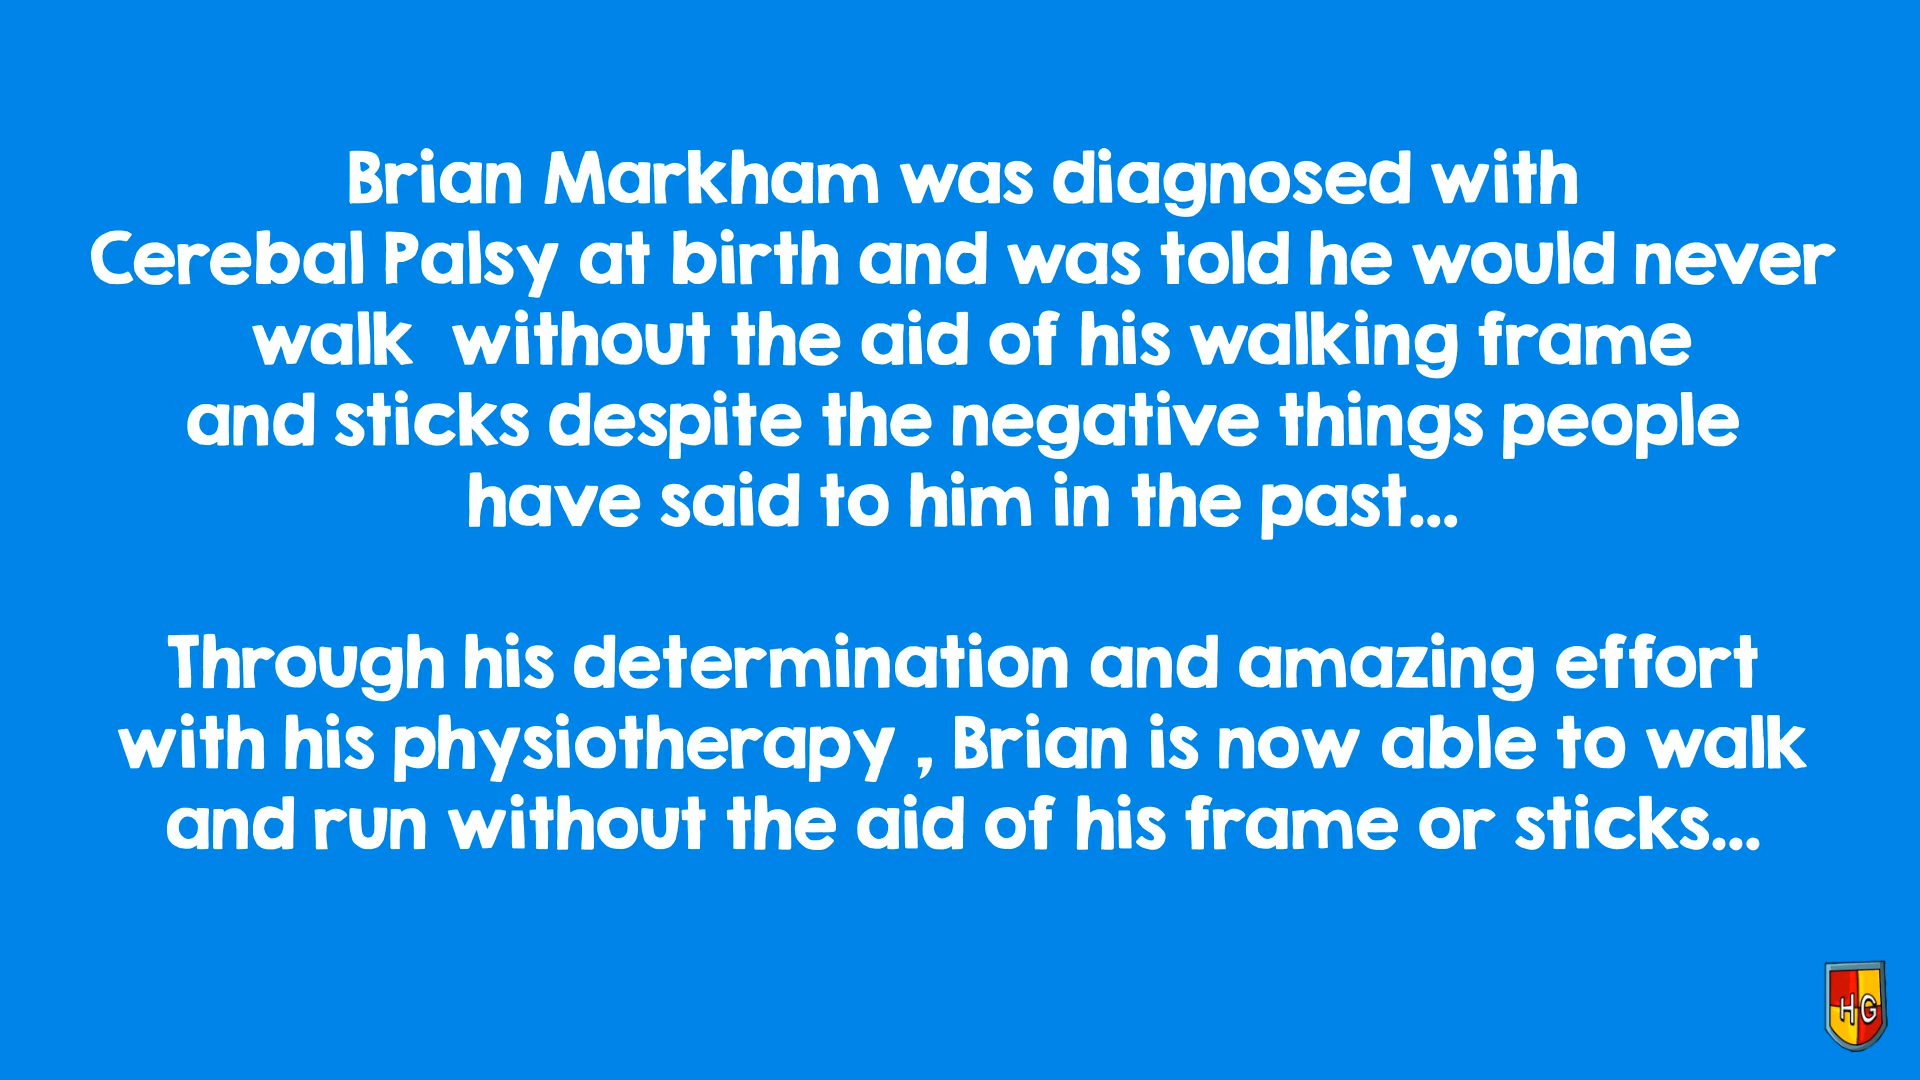 Brian Markham was diagnosed with
Cerebal Palsy at birth and was told he would never
walk  without the aid of his walking frame
and sticks despite the negative things people
have said to him in the past...
Through his determination and amazing effort
with his physiotherapy , Brian is now able to walk
and run without the aid of his frame or sticks...
HG